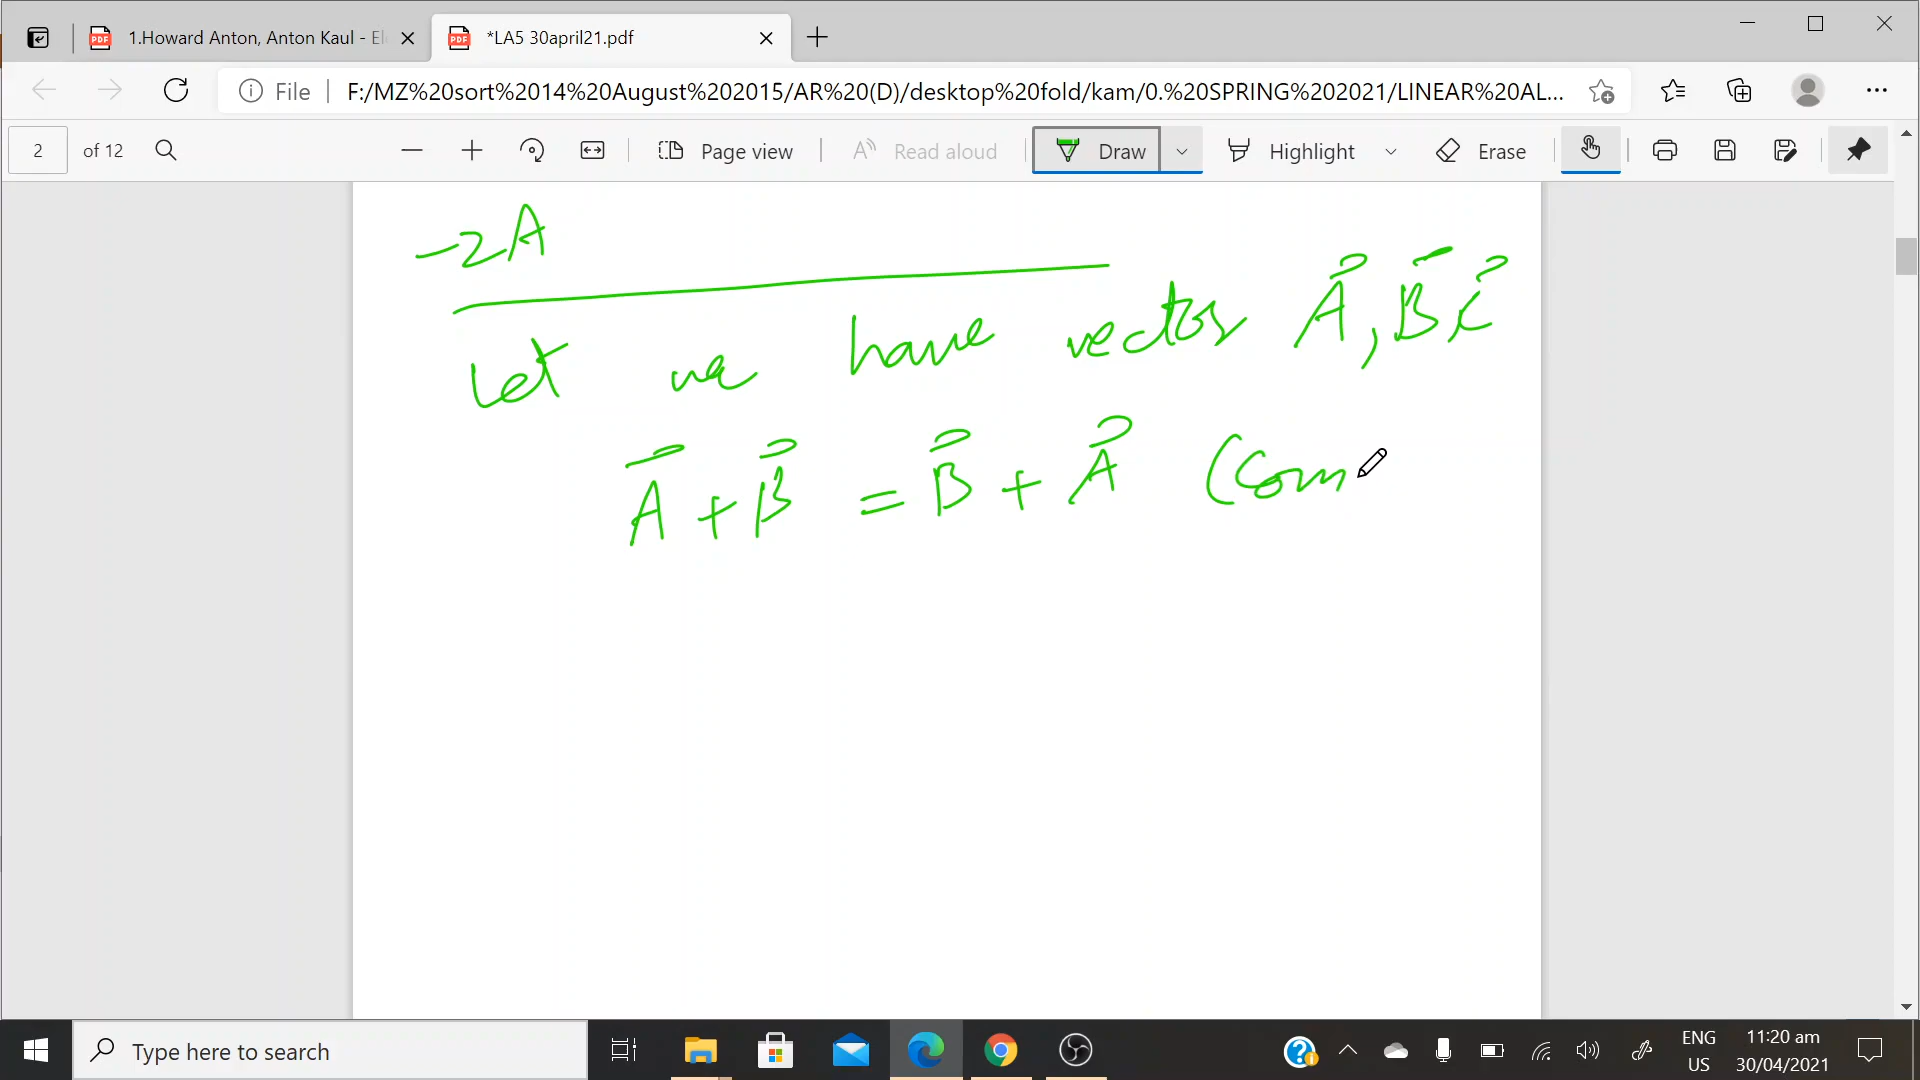 1.Howard Anton, Anton Kaul - El
*LA5 30april21.pdf
File
F:/MZ%20sort%2014%20August%202015/AR%20(D)/desktop%20fold/kam/0.%20SPRING%202021/LINEAR%20AL...
2 of 12
Page view
Read aloud
Draw
Highlight
Erase
-2A
Let we have vectors A⃗, B⃗, C⃗
A⃗ + B⃗ = B⃗ + A⃗ (Com
Type here to search
ENG
US
11:20 am
30/04/2021